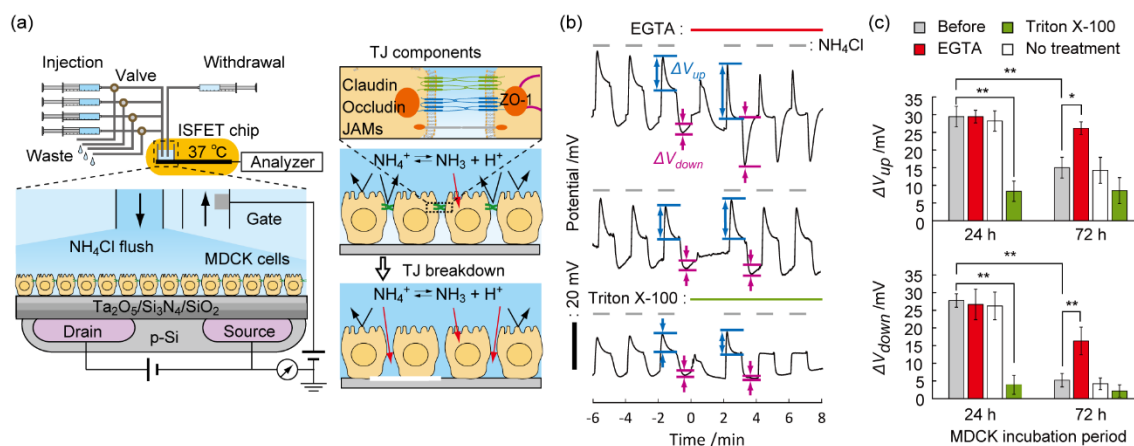 (a)
Injection
Valve
Withdrawal
ISFET chip
37 ℃
Waste
Analyzer
Gate
NH₄Cl flush
MDCK cells
Ta₂O₅/Si₃N₄/SiO₂
Drain
Source
p-Si
TJ components
Claudin
Occludin
ZO-1
JAMs
NH₄⁺ ⇌ NH₃ + H⁺
TJ breakdown
NH₄⁺ ⇌ NH₃ + H⁺
(b)
EGTA :
: NH₄Cl
ΔVup
ΔVdown
Potential /mV
Triton X-100 :
: 20 mV
-6 -4 -2 0 2 4 6 8
Time /min
(c)
Before
Triton X-100
EGTA
No treatment
**
**
*
ΔVup /mV
35
30
25
20
15
10
5
0
24 h
72 h
**
**
**
ΔVdown /mV
35
30
25
20
15
10
5
0
24 h
72 h
MDCK incubation period